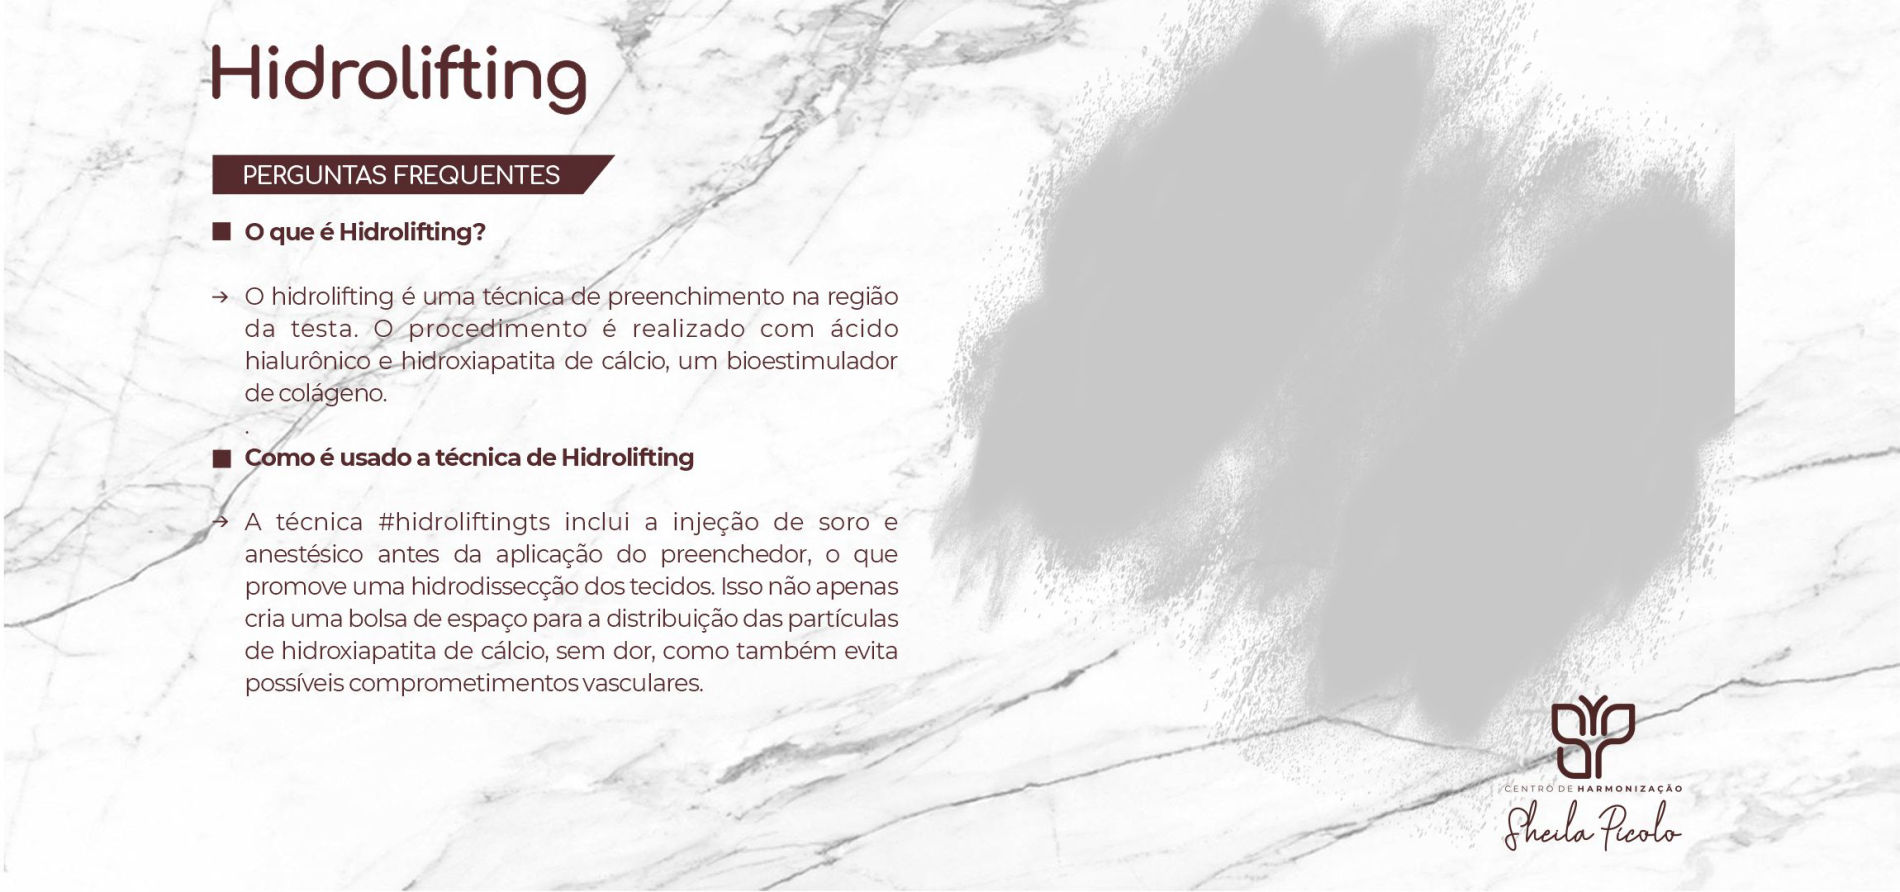 Hidrolifting
PERGUNTAS FREQUENTES
O que é Hidrolifting?
O hidrolifting é uma técnica de preenchimento na região
da testa. O procedimento é realizado com ácido
hialurônico e hidroxiapatita de cálcio, um bioestimulador
de colágeno.
.
Como é usado a técnica de Hidrolifting
A técnica #hidroliftingts inclui a injeção de soro e
anestésico antes da aplicação do preenchedor, o que
promove uma hidrodissecção dos tecidos. Isso não apenas
cria uma bolsa de espaço para a distribuição das partículas
de hidroxiapatita de cálcio, sem dor, como também evita
possíveis comprometimentos vasculares.
CENTRO DE HARMONIZAÇÃO
Sheila Picolo